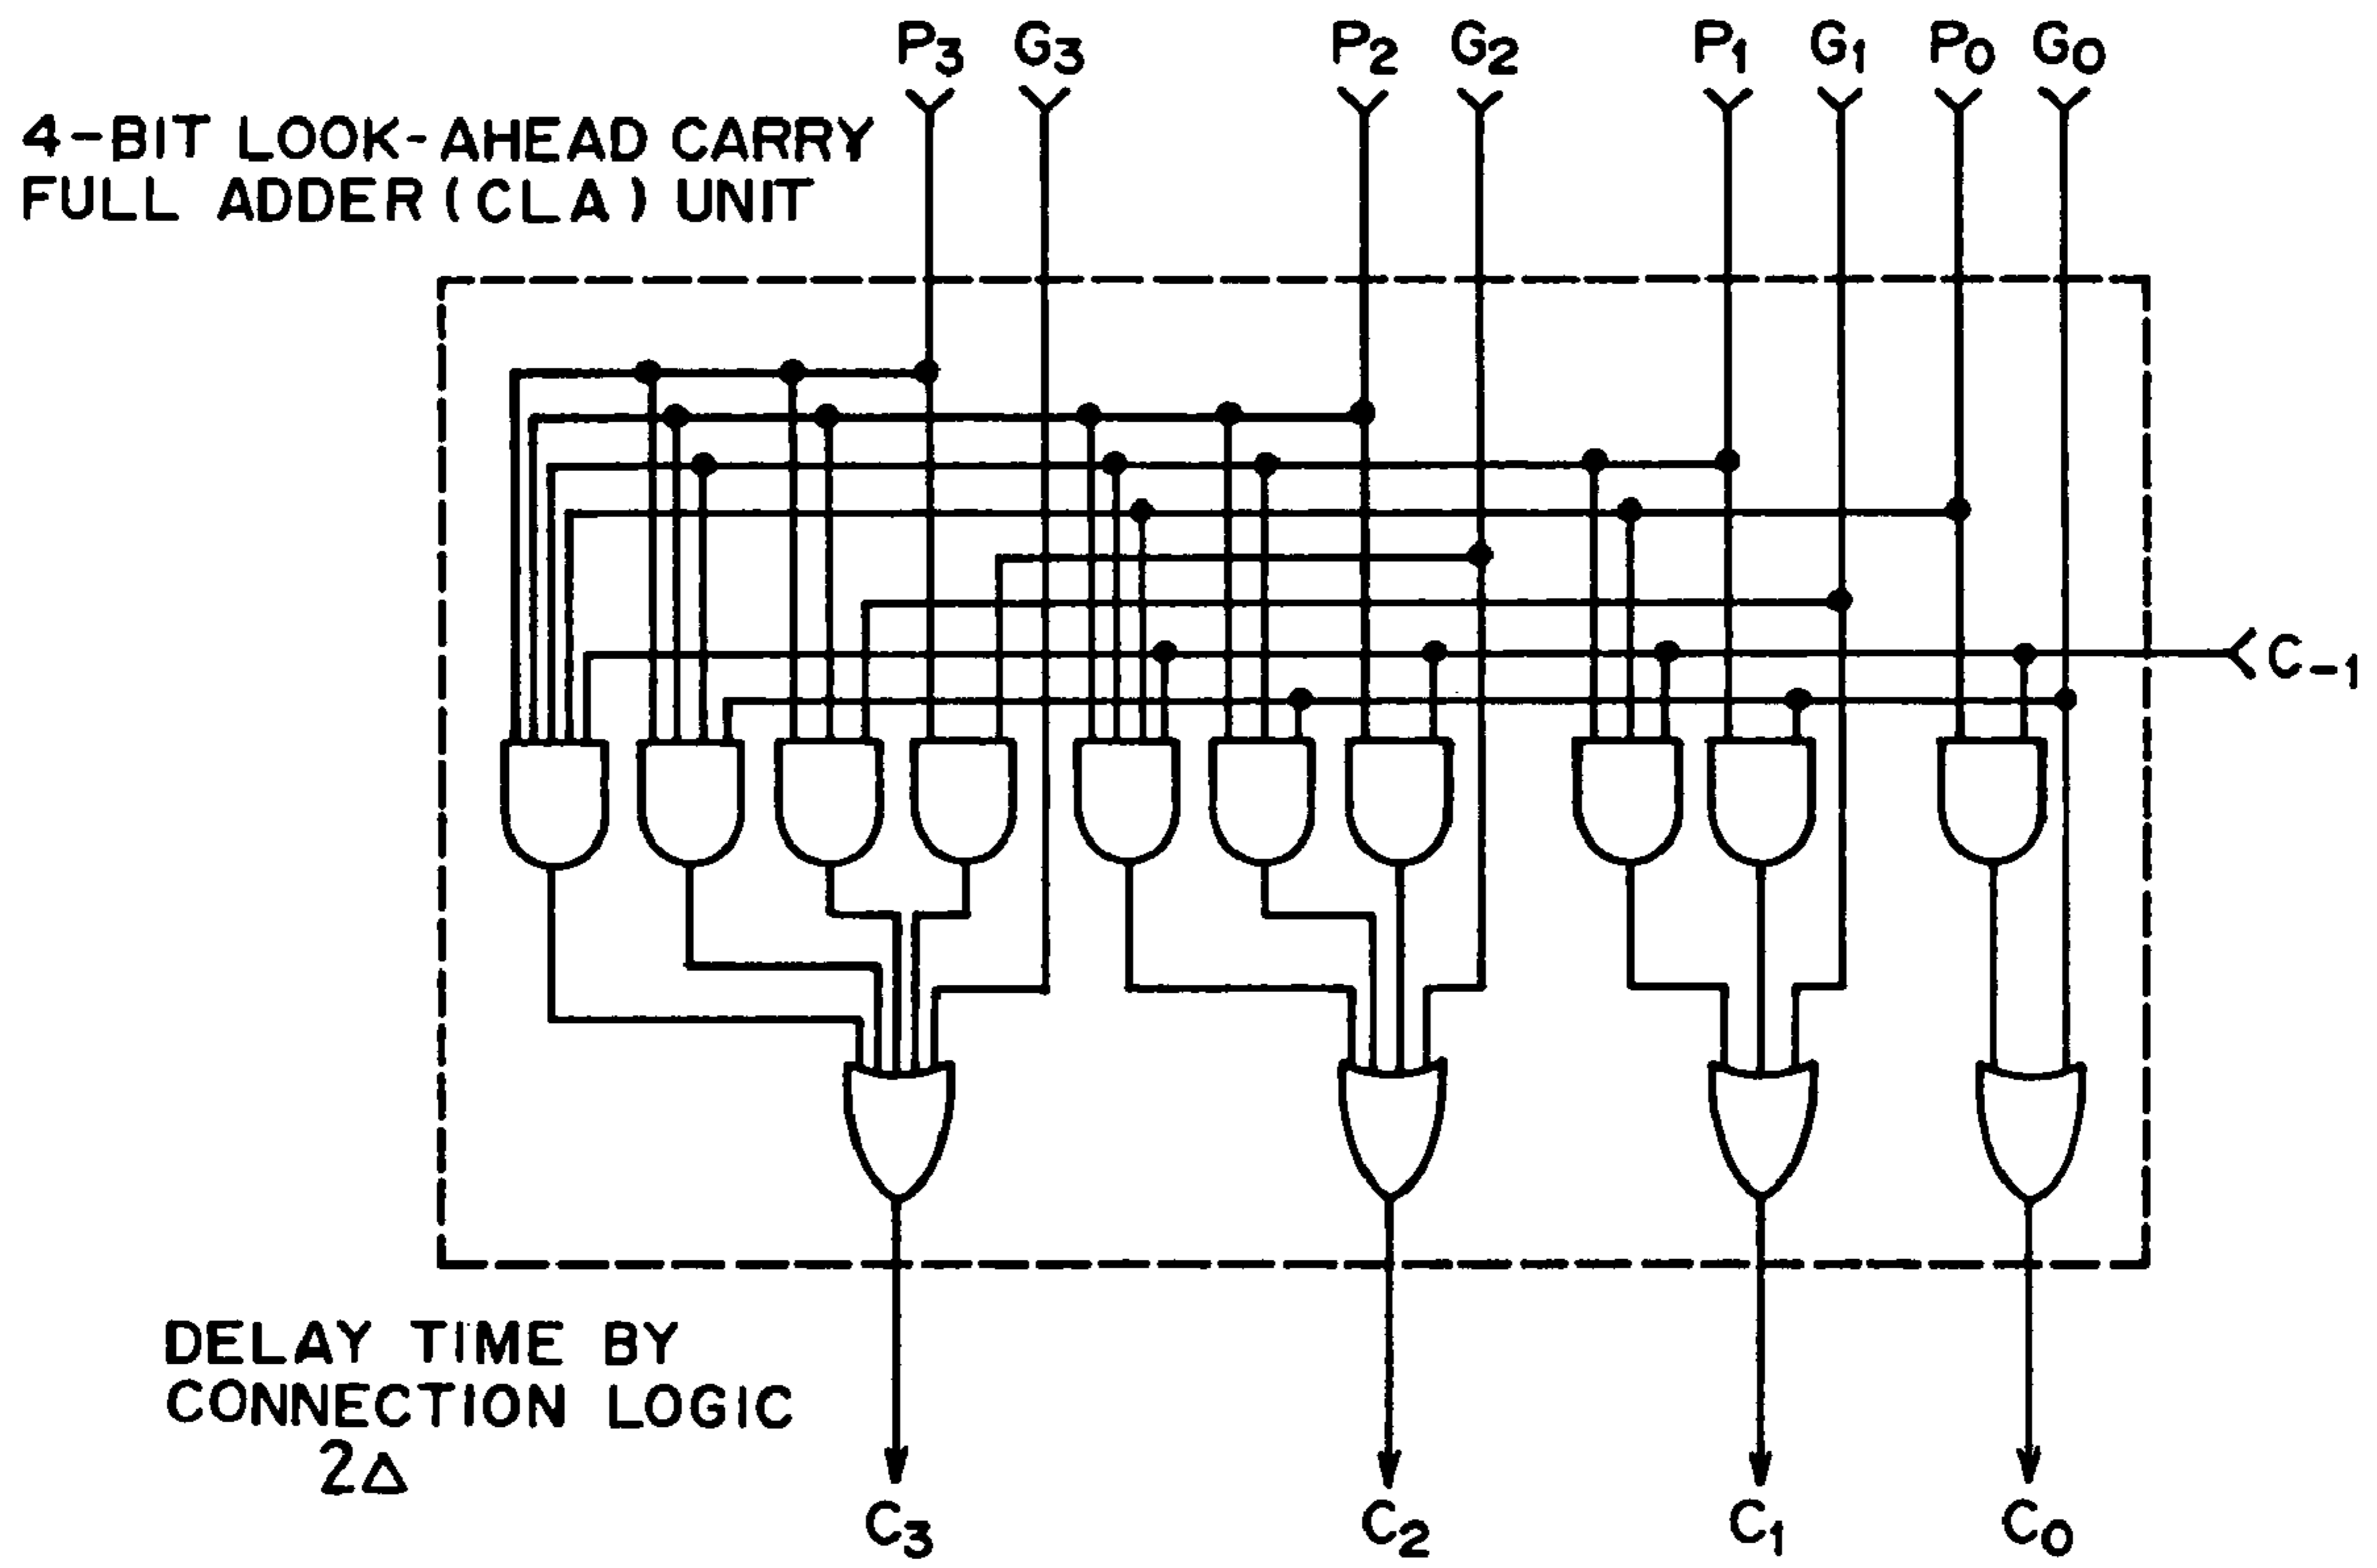 P3 G3 P2 G2 P1 G1 P0 G0
4-BIT LOOK-AHEAD CARRY
FULL ADDER (CLA) UNIT
C-1
DELAY TIME BY
CONNECTION LOGIC
2△
C3 C2 C1 C0